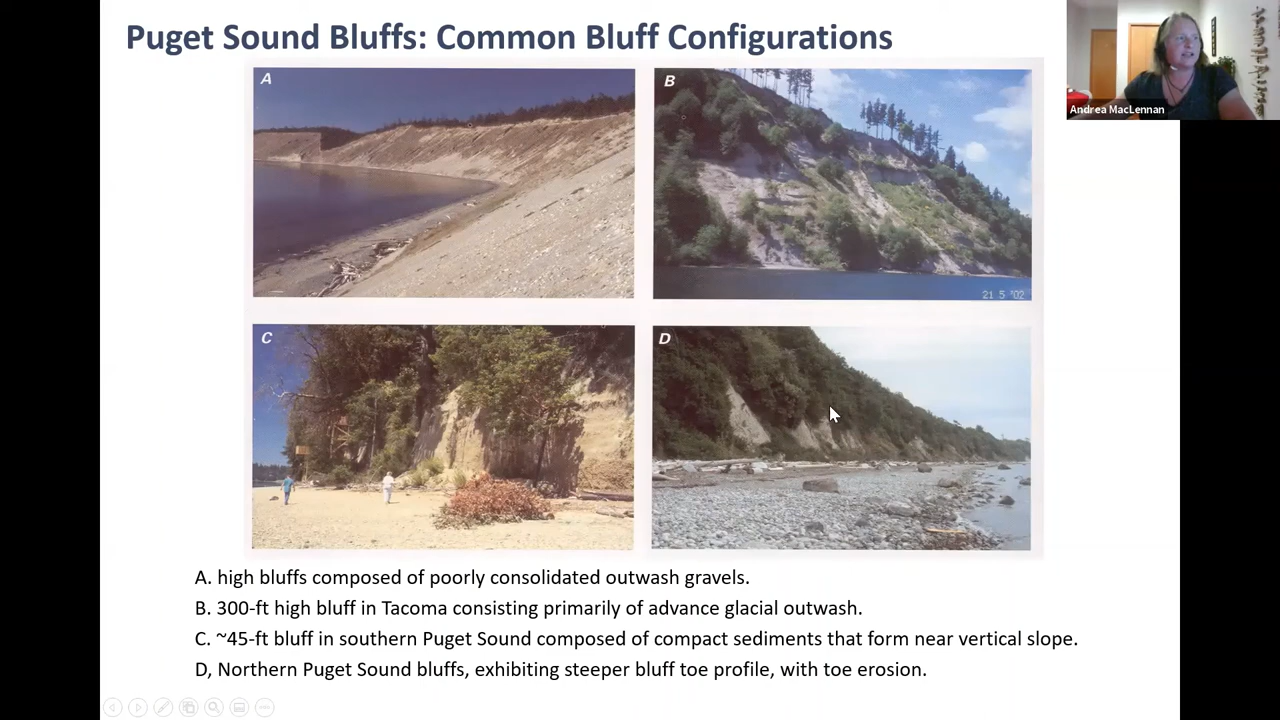 Puget Sound Bluffs: Common Bluff Configurations
Andrea MacLennan
A
B
21 5 '02
C
D
A. high bluffs composed of poorly consolidated outwash gravels.
B. 300-ft high bluff in Tacoma consisting primarily of advance glacial outwash.
C. ~45-ft bluff in southern Puget Sound composed of compact sediments that form near vertical slope.
D, Northern Puget Sound bluffs, exhibiting steeper bluff toe profile, with toe erosion.